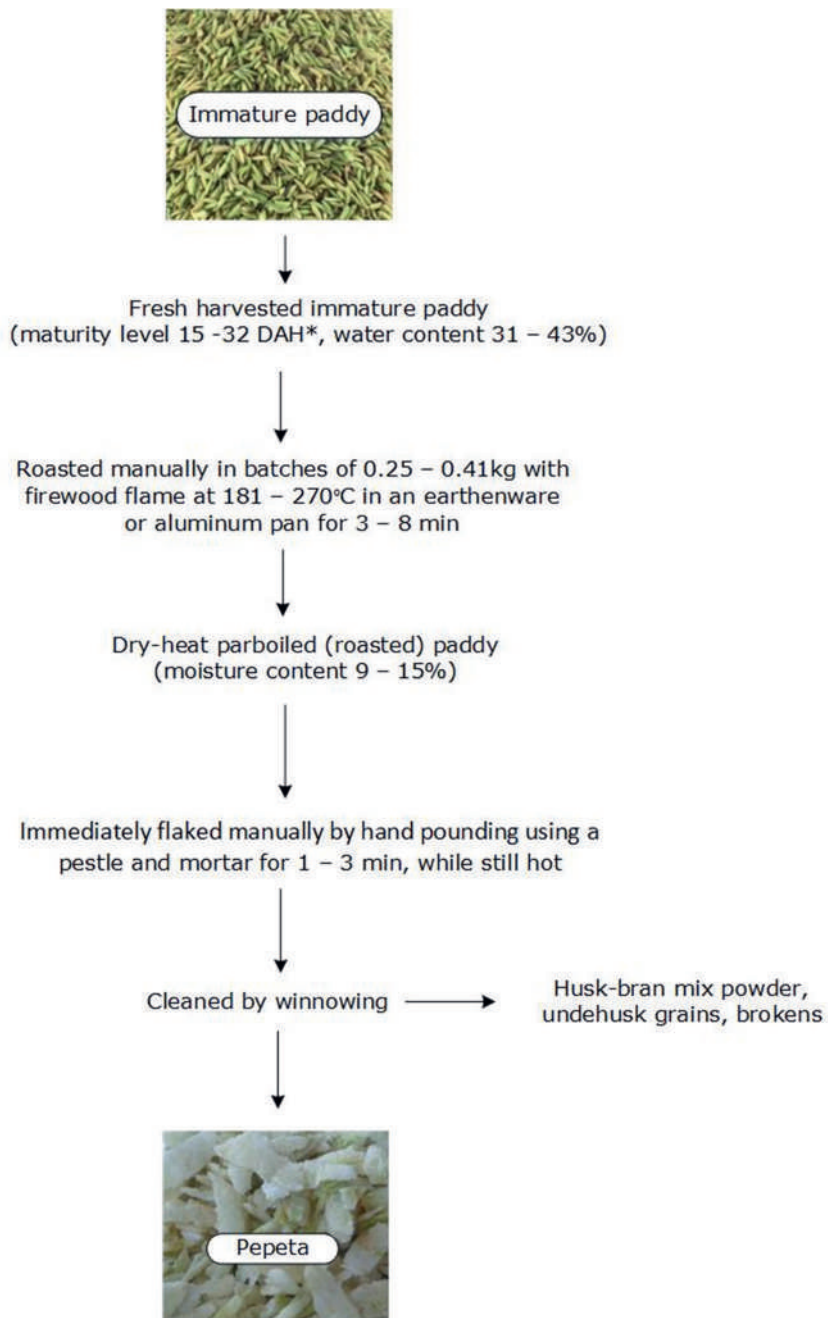 Immature paddy
Fresh harvested immature paddy
(maturity level 15 -32 DAH*, water content 31 – 43%)
Roasted manually in batches of 0.25 – 0.41kg with
firewood flame at 181 – 270°C in an earthenware
or aluminum pan for 3 – 8 min
Dry-heat parboiled (roasted) paddy
(moisture content 9 – 15%)
Immediately flaked manually by hand pounding using a
pestle and mortar for 1 – 3 min, while still hot
Cleaned by winnowing
Husk-bran mix powder,
undehusk grains, brokens
Pepeta